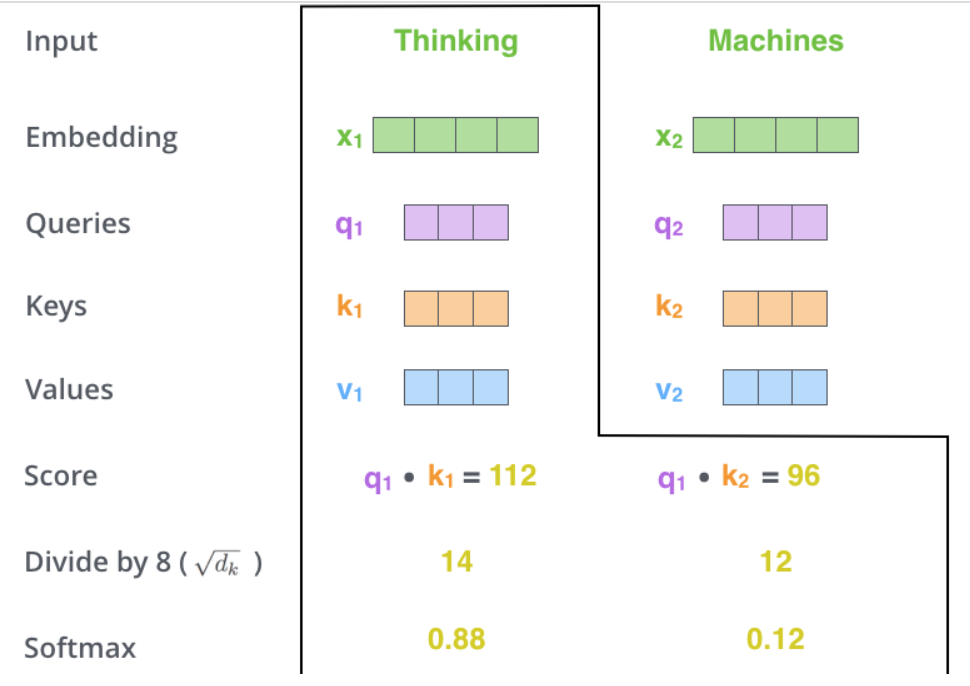 Input Thinking Machines
Embedding x₁ x₂
Queries q₁ q₂
Keys k₁ k₂
Values v₁ v₂
Score q₁ • k₁ = 112 q₁ • k₂ = 96
Divide by 8 ( √dₖ ) 14 12
Softmax 0.88 0.12